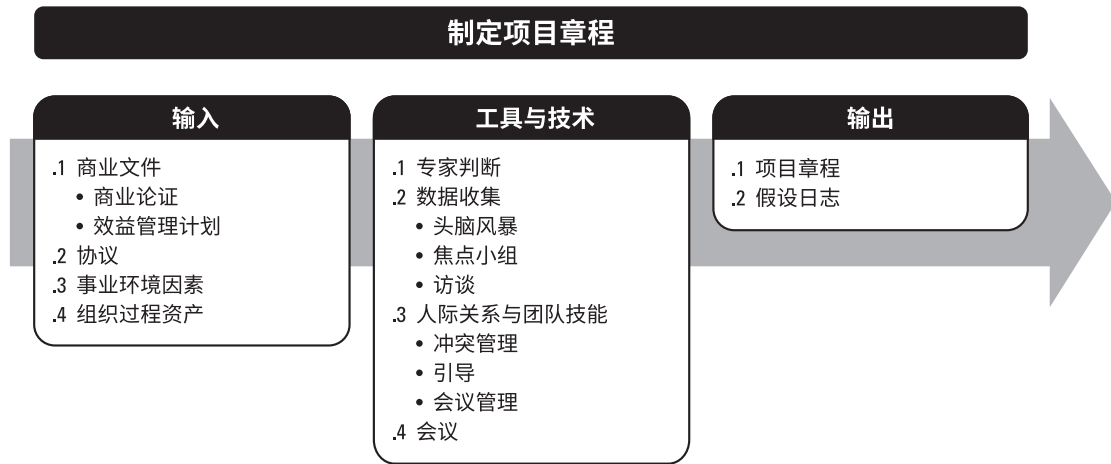 制定项目章程
输入
.1 商业文件
• 商业论证
• 效益管理计划
.2 协议
.3 事业环境因素
.4 组织过程资产
工具与技术
.1 专家判断
.2 数据收集
• 头脑风暴
• 焦点小组
• 访谈
.3 人际关系与团队技能
• 冲突管理
• 引导
• 会议管理
.4 会议
输出
.1 项目章程
.2 假设日志